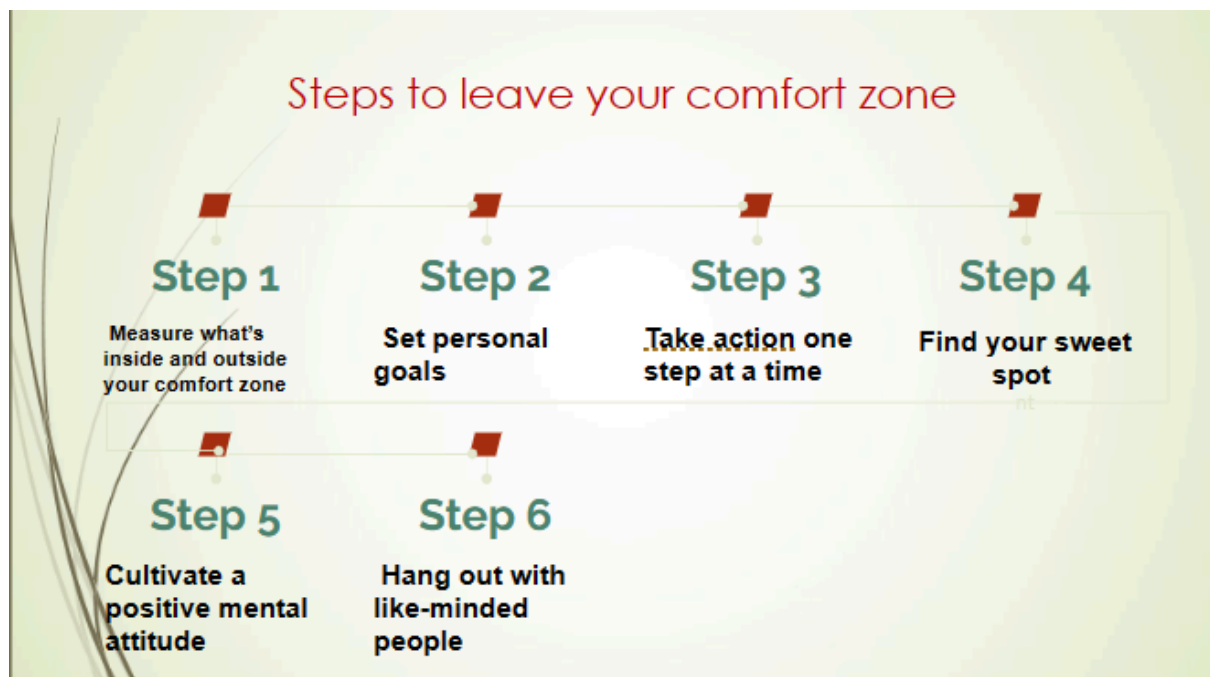 Steps to leave your comfort zone
Step 1
Measure what's
inside and outside
your comfort zone
Step 2
Set personal
goals
Step 3
Take action one
step at a time
Step 4
Find your sweet
spot
nt
Step 5
Cultivate a
positive mental
attitude
Step 6
Hang out with
like-minded
people